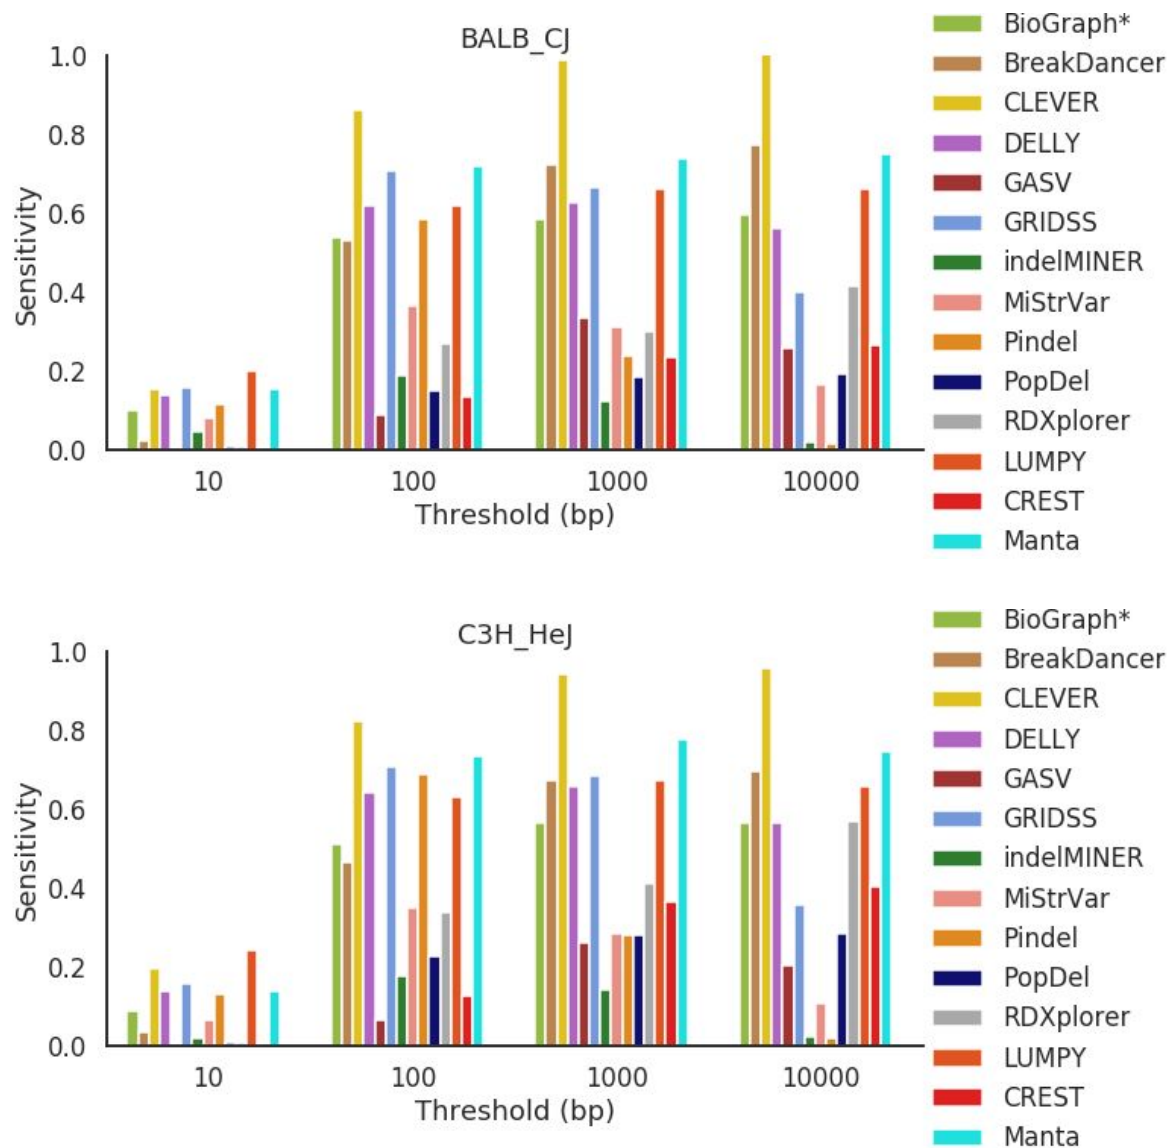 BALB_CJ
1.0
0.8
0.6
0.4
0.2
0.0
Sensitivity
10 100 1000 10000
Threshold (bp)
BioGraph*
BreakDancer
CLEVER
DELLY
GASV
GRIDSS
indelMINER
MiStrVar
Pindel
PopDel
RDXplorer
LUMPY
CREST
Manta
C3H_HeJ
1.0
0.8
0.6
0.4
0.2
0.0
Sensitivity
10 100 1000 10000
Threshold (bp)
BioGraph*
BreakDancer
CLEVER
DELLY
GASV
GRIDSS
indelMINER
MiStrVar
Pindel
PopDel
RDXplorer
LUMPY
CREST
Manta